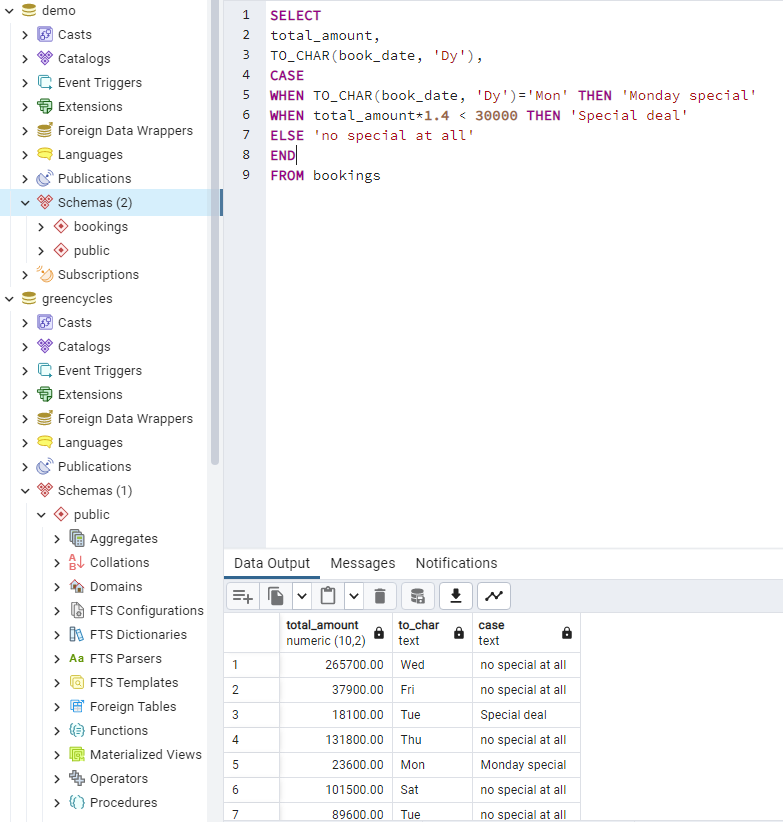 demo
Casts
Catalogs
Event Triggers
Extensions
Foreign Data Wrappers
Languages
Publications
Schemas (2)
bookings
public
Subscriptions
greencycles
Casts
Catalogs
Event Triggers
Extensions
Foreign Data Wrappers
Languages
Publications
Schemas (1)
public
Aggregates
Collations
Domains
FTS Configurations
FTS Dictionaries
Aa FTS Parsers
FTS Templates
Foreign Tables
Functions
Materialized Views
Operators
Procedures
1 SELECT
2 total_amount,
3 TO_CHAR(book_date, 'Dy'),
4 CASE
5 WHEN TO_CHAR(book_date, 'Dy')='Mon' THEN 'Monday special'
6 WHEN total_amount*1.4 < 30000 THEN 'Special deal'
7 ELSE 'no special at all'
8 END
9 FROM bookings
Data Output Messages Notifications
total_amount to_char case
numeric (10,2) text text
1 265700.00 Wed no special at all
2 37900.00 Fri no special at all
3 18100.00 Tue Special deal
4 131800.00 Thu no special at all
5 23600.00 Mon Monday special
6 101500.00 Sat no special at all
7 89600.00 Tue no special at all